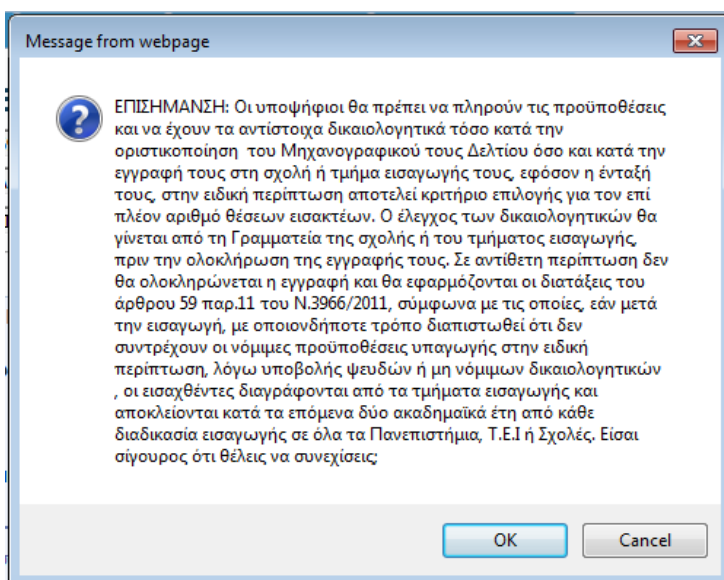 Message from webpage
ΕΠΙΣΗΜΑΝΣΗ: Οι υποψήφιοι θα πρέπει να πληρούν τις προϋποθέσεις
και να έχουν τα αντίστοιχα δικαιολογητικά τόσο κατά την
οριστικοποίηση  του Μηχανογραφικού τους Δελτίου όσο και κατά την
εγγραφή τους στη σχολή ή τμήμα εισαγωγής τους, εφόσον η ένταξή
τους, στην ειδική περίπτωση αποτελεί κριτήριο επιλογής για τον επί
πλέον αριθμό θέσεων εισακτέων. Ο έλεγχος των δικαιολογητικών θα
γίνεται από τη Γραμματεία της σχολής ή του τμήματος εισαγωγής,
πριν την ολοκλήρωση της εγγραφής τους. Σε αντίθετη περίπτωση δεν
θα ολοκληρώνεται η εγγραφή και θα εφαρμόζονται οι διατάξεις του
άρθρου 59 παρ.11 του Ν.3966/2011, σύμφωνα με τις οποίες, εάν μετά
την εισαγωγή, με οποιονδήποτε τρόπο διαπιστωθεί ότι δεν
συντρέχουν οι νόμιμες προϋποθέσεις υπαγωγής στην ειδική
περίπτωση, λόγω υποβολής ψευδών ή μη νόμιμων δικαιολογητικών
, οι εισαχθέντες διαγράφονται από τα τμήματα εισαγωγής και
αποκλείονται κατά τα επόμενα δύο ακαδημαϊκά έτη από κάθε
διαδικασία εισαγωγής σε όλα τα Πανεπιστήμια, Τ.Ε.Ι ή Σχολές. Είσαι
σίγουρος ότι θέλεις να συνεχίσεις;
OK
Cancel